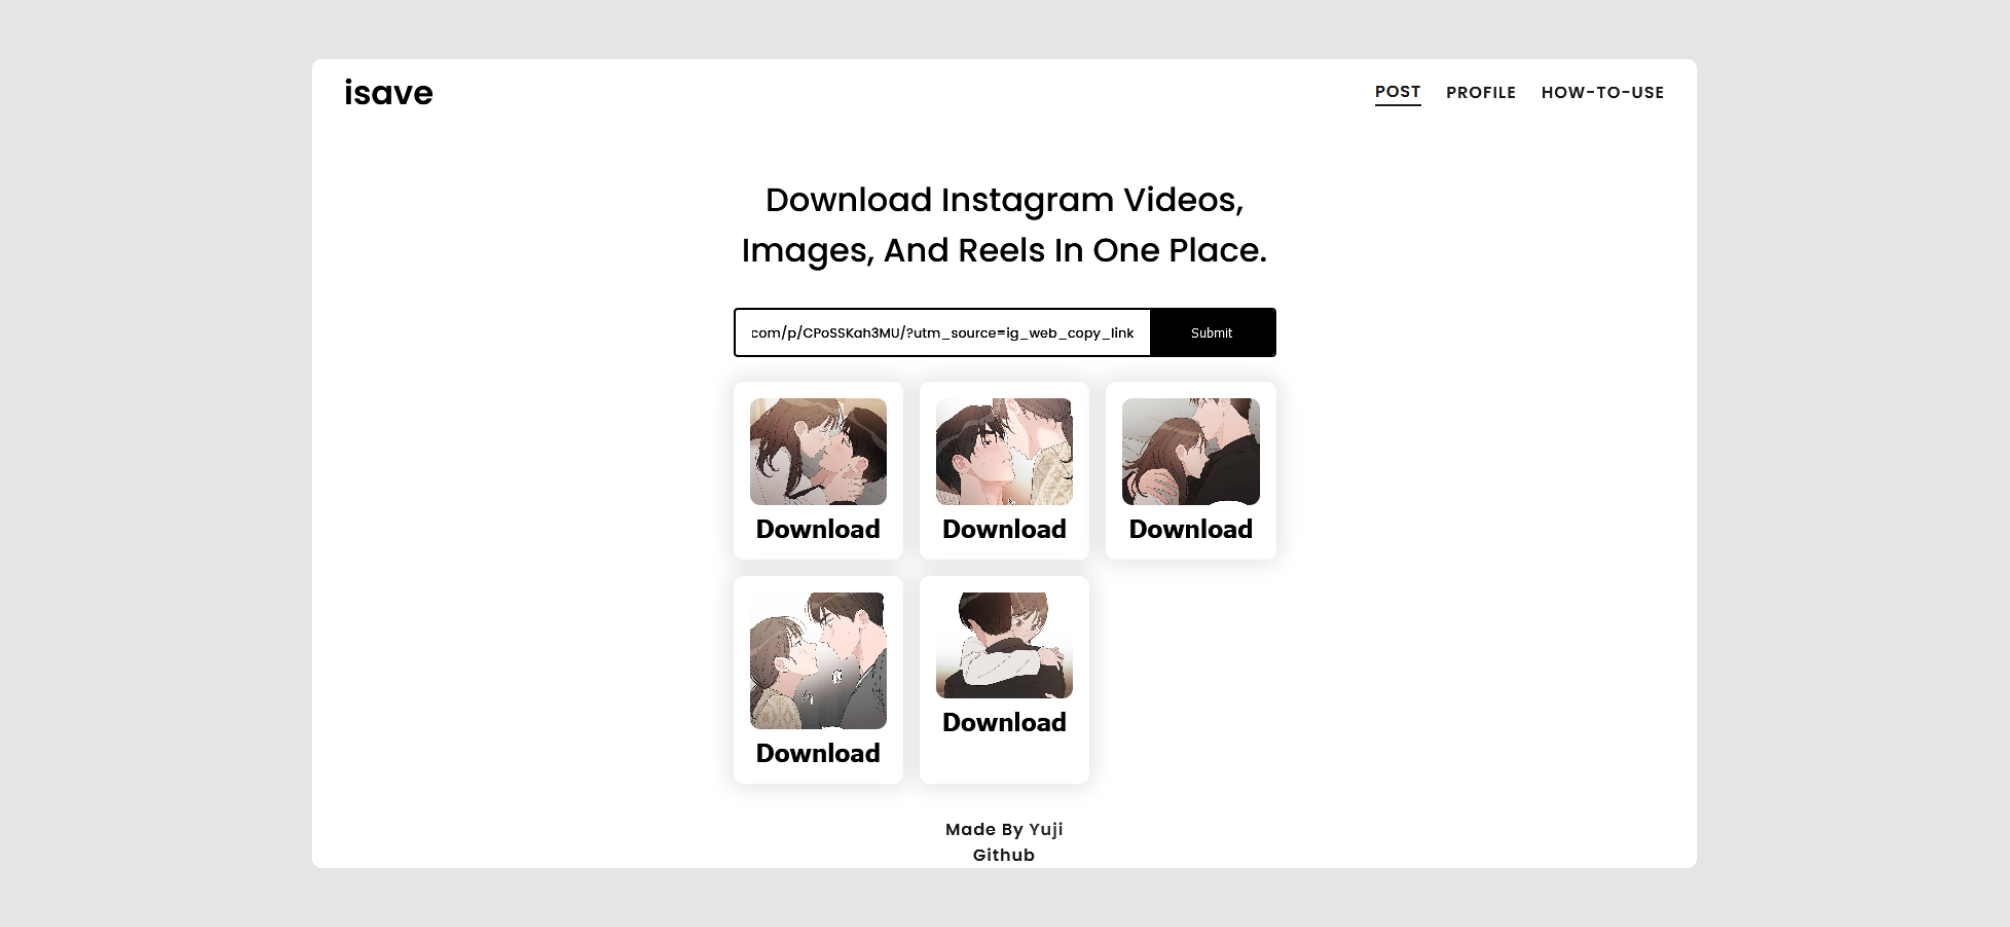 isave
POST PROFILE HOW-TO-USE
Download Instagram Videos,
Images, And Reels In One Place.
com/p/CPoSSKah3MU/?utm_source=ig_web_copy_link Submit
Download Download Download
Download
Download
Made By Yuji
Github